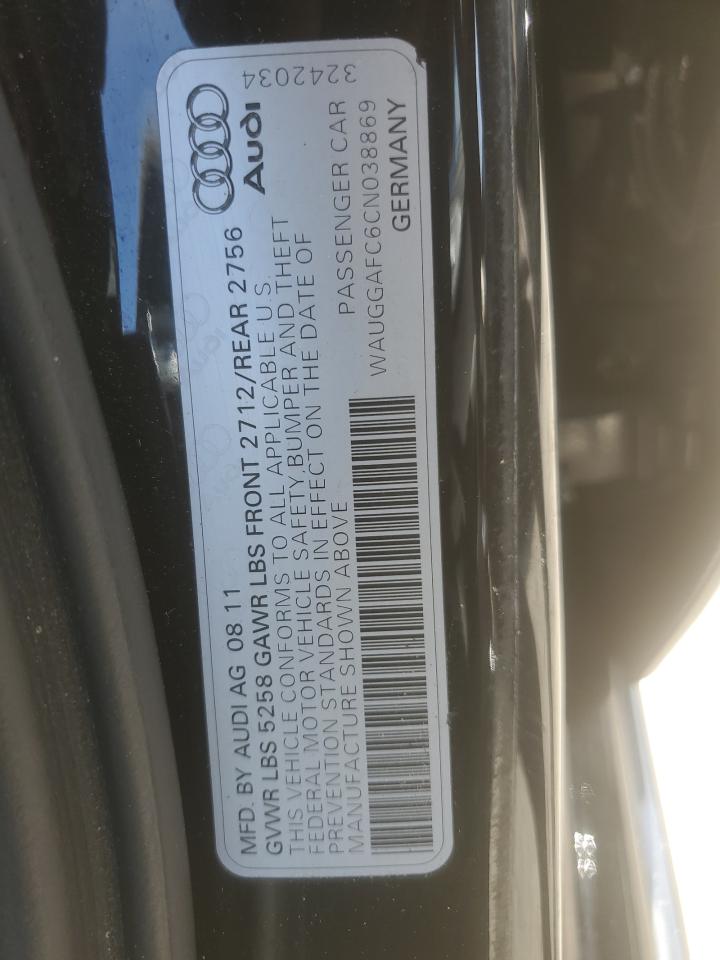 MFD. BY AUDI AG 08 11
GVWR LBS 5258 GAWR LBS FRONT 2712/REAR 2756
THIS VEHICLE CONFORMS TO ALL APPLICABLE U.S.
FEDERAL MOTOR VEHICLE SAFETY,BUMPER AND THEFT
PREVENTION STANDARDS IN EFFECT ON THE DATE OF
MANUFACTURE SHOWN ABOVE
PASSENGER CAR
WAUGGAFC6CN038869
GERMANY
Audi
3242034